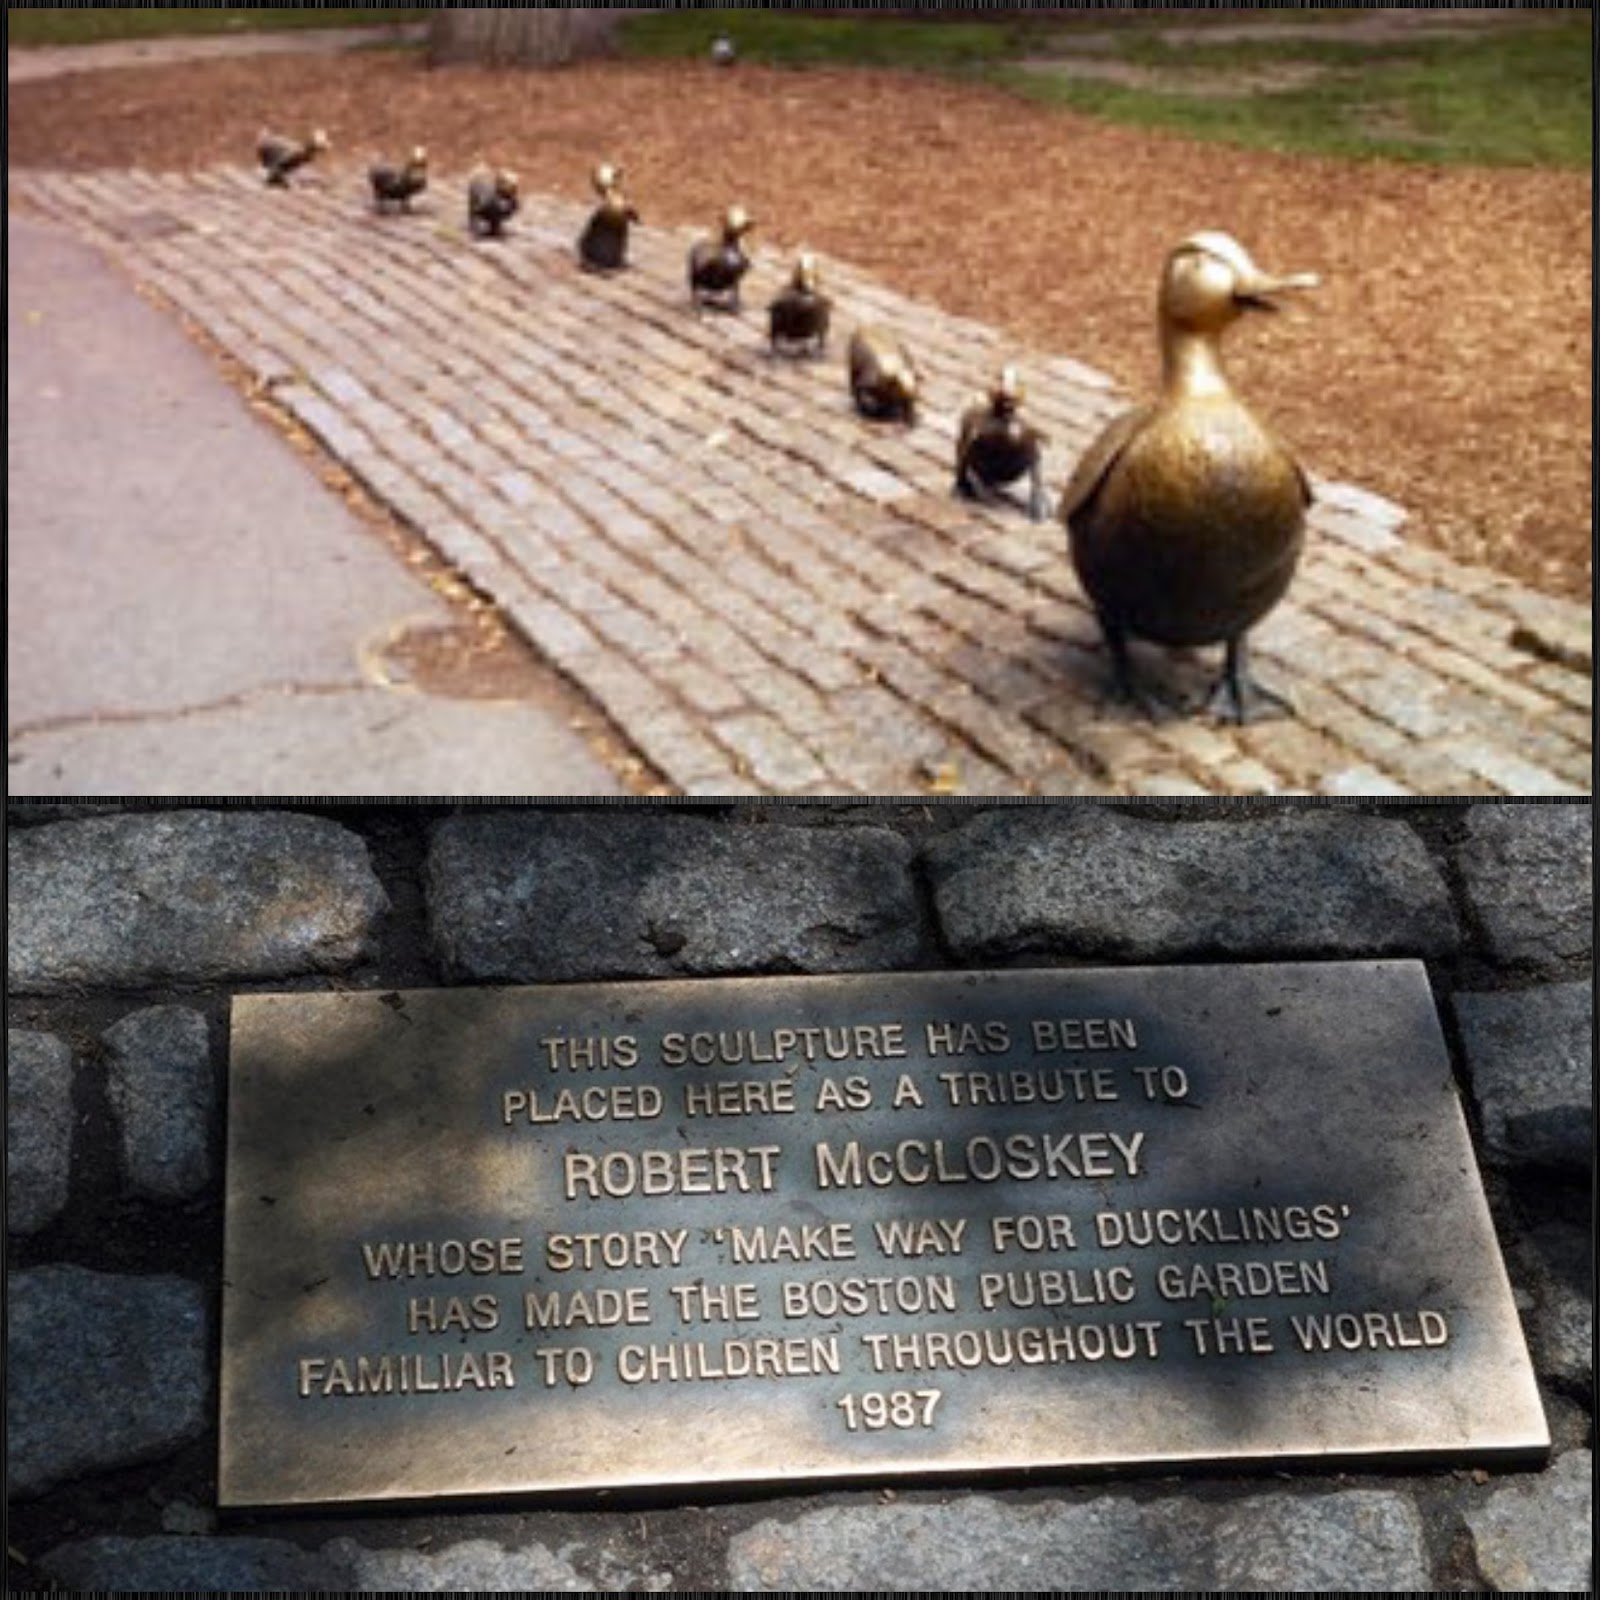 THIS SCULPTURE HAS BEEN
PLACED HERE AS A TRIBUTE TO
ROBERT McCLOSKEY
WHOSE STORY 'MAKE WAY FOR DUCKLINGS'
HAS MADE THE BOSTON PUBLIC GARDEN
FAMILIAR TO CHILDREN THROUGHOUT THE WORLD
1987